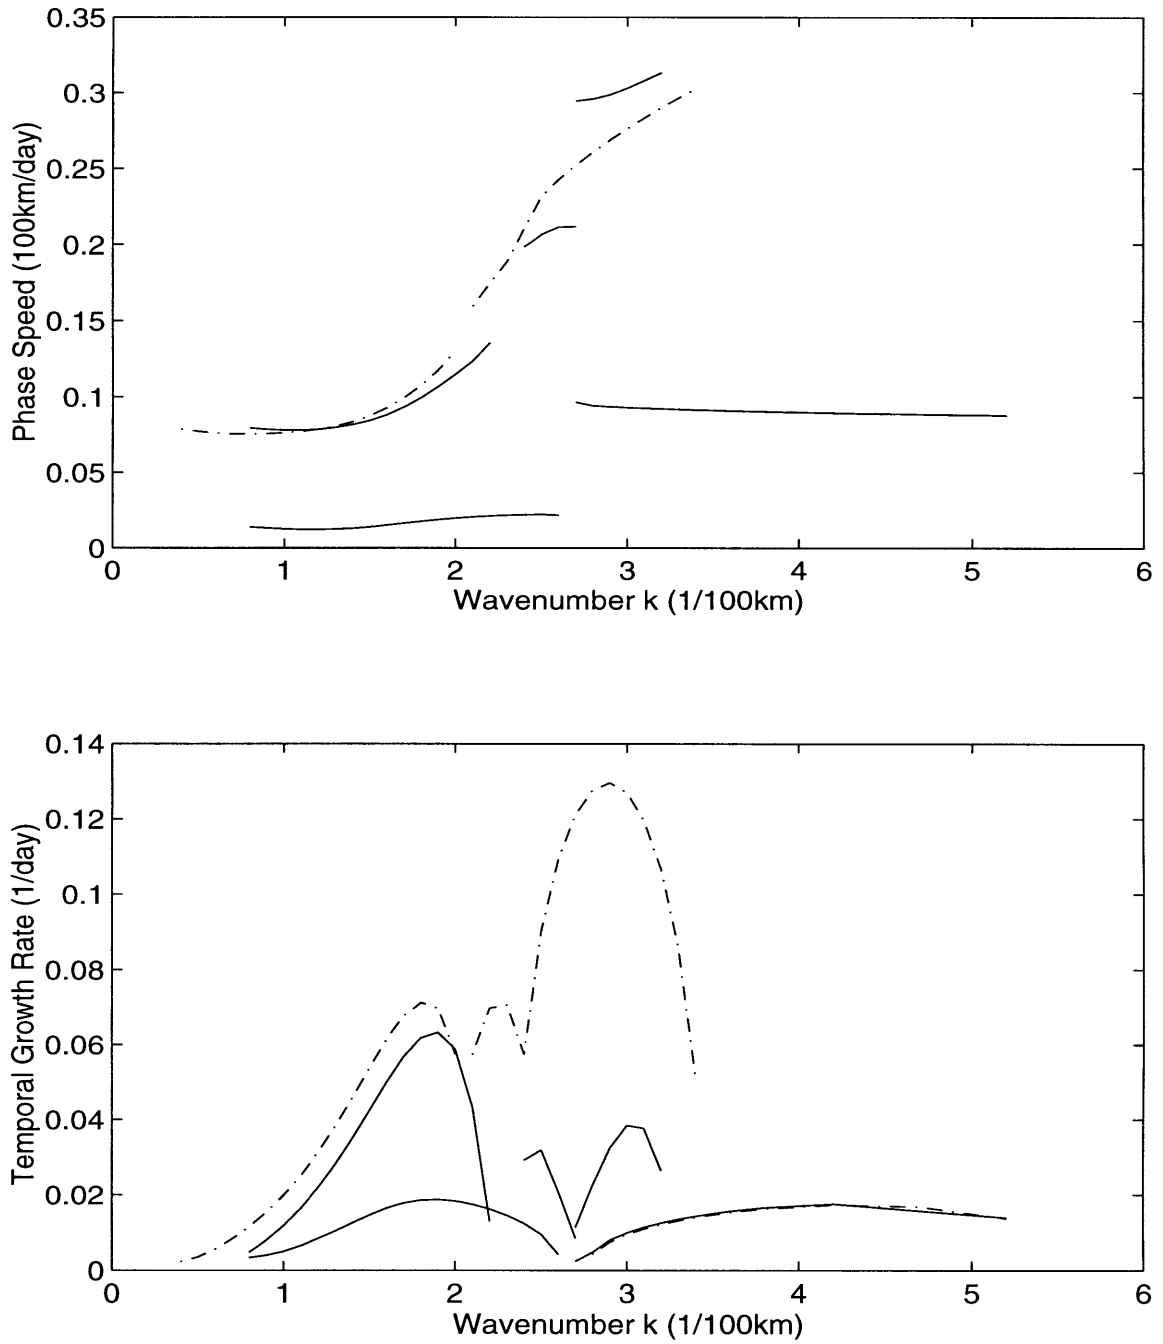 0.35
0.3
0.25
0.2
0.15
0.1
0.05
0
Phase Speed (100km/day)
0 1 2 3 4 5 6
Wavenumber k (1/100km)
0.14
0.12
0.1
0.08
0.06
0.04
0.02
0
Temporal Growth Rate (1/day)
0 1 2 3 4 5 6
Wavenumber k (1/100km)